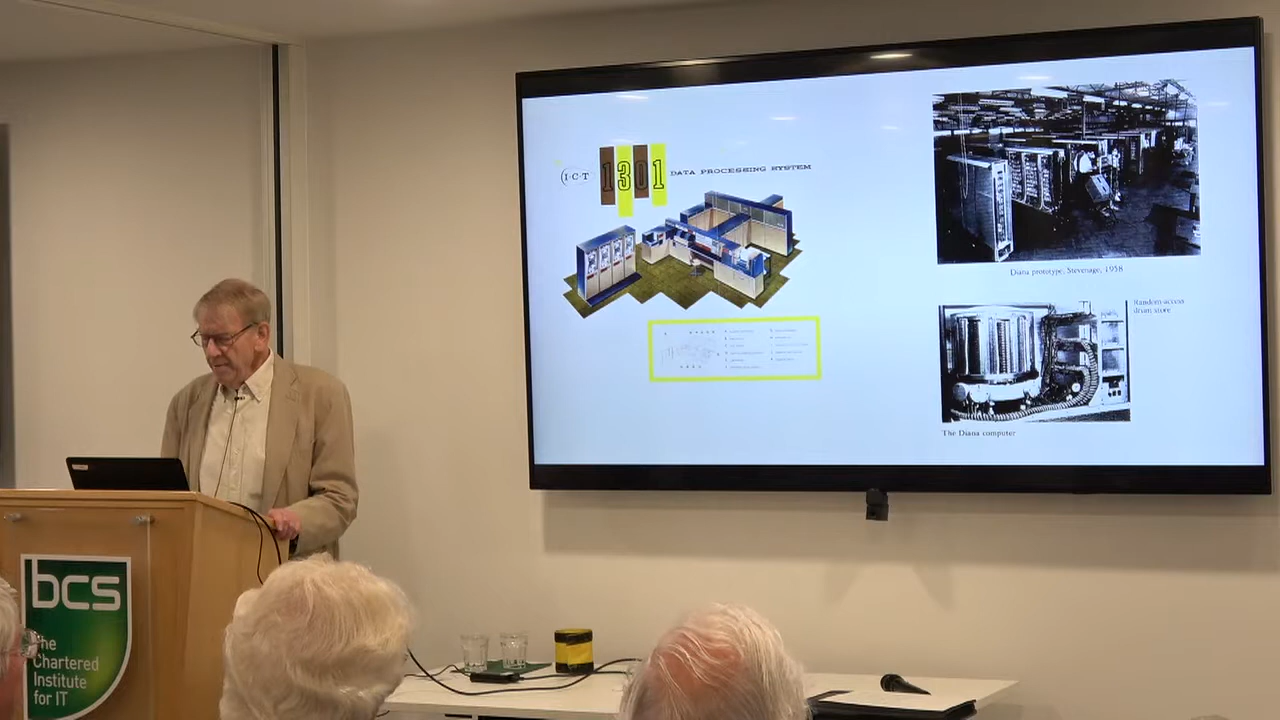 I·C·T 1301 DATA PROCESSING SYSTEM
Diana prototype, Stevenage, 1958
Random access
drum store
The Diana computer
bcs
The
Chartered
Institute
for IT